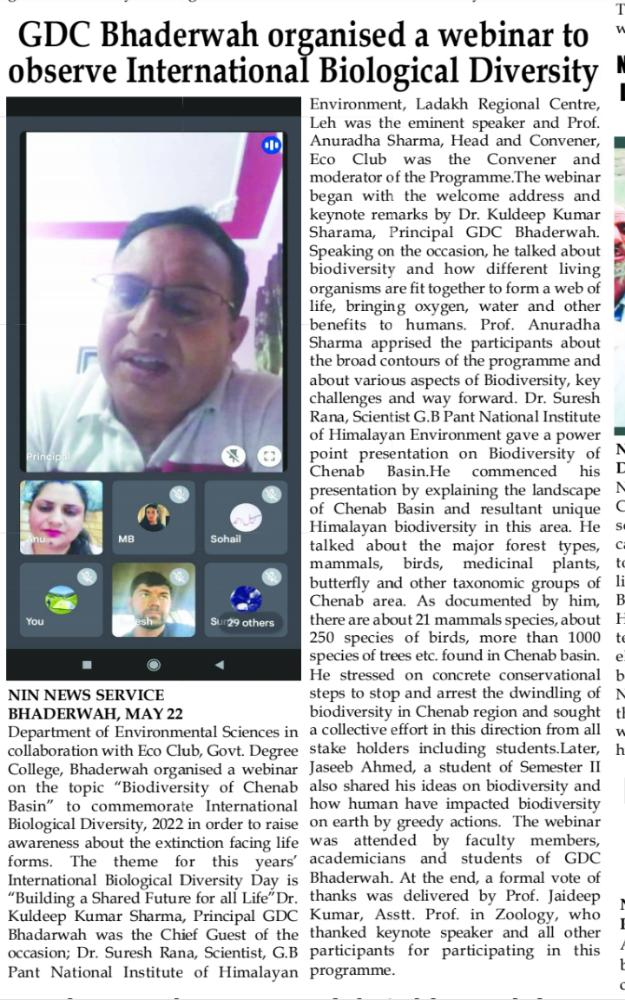 GDC Bhaderwah organised a webinar to
observe International Biological Diversity
Principal
Anu
MB
Sohail
You
esh
29 others
NIN NEWS SERVICE
BHADERWAH, MAY 22
Department of Environmental Sciences in
collaboration with Eco Club, Govt. Degree
College, Bhaderwah organised a webinar
on the topic “Biodiversity of Chenab
Basin” to commemorate International
Biological Diversity, 2022 in order to raise
awareness about the extinction facing life
forms. The theme for this years’
International Biological Diversity Day is
“Building a Shared Future for all Life”Dr.
Kuldeep Kumar Sharma, Principal GDC
Bhadarwah was the Chief Guest of the
occasion; Dr. Suresh Rana, Scientist, G.B
Pant National Institute of Himalayan
Environment, Ladakh Regional Centre,
Leh was the eminent speaker and Prof.
Anuradha Sharma, Head and Convener,
Eco Club was the Convener and
moderator of the Programme.The webinar
began with the welcome address and
keynote remarks by Dr. Kuldeep Kumar
Sharama, Principal GDC Bhaderwah.
Speaking on the occasion, he talked about
biodiversity and how different living
organisms are fit together to form a web of
life, bringing oxygen, water and other
benefits to humans. Prof. Anuradha
Sharma apprised the participants about
the broad contours of the programme and
about various aspects of Biodiversity, key
challenges and way forward. Dr. Suresh
Rana, Scientist G.B Pant National Institute
of Himalayan Environment gave a power
point presentation on Biodiversity of
Chenab Basin.He commenced his
presentation by explaining the landscape
of Chenab Basin and resultant unique
Himalayan biodiversity in this area. He
talked about the major forest types,
mammals, birds, medicinal plants,
butterfly and other taxonomic groups of
Chenab area. As documented by him,
there are about 21 mammals species, about
250 species of birds, more than 1000
species of trees etc. found in Chenab basin.
He stressed on concrete conservational
steps to stop and arrest the dwindling of
biodiversity in Chenab region and sought
a collective effort in this direction from all
stake holders including students.Later,
Jaseeb Ahmed, a student of Semester II
also shared his ideas on biodiversity and
how human have impacted biodiversity
on earth by greedy actions. The webinar
was attended by faculty members,
academicians and students of GDC
Bhaderwah. At the end, a formal vote of
thanks was delivered by Prof. Jaideep
Kumar, Asstt. Prof. in Zoology, who
thanked keynote speaker and all other
participants for participating in this
programme.